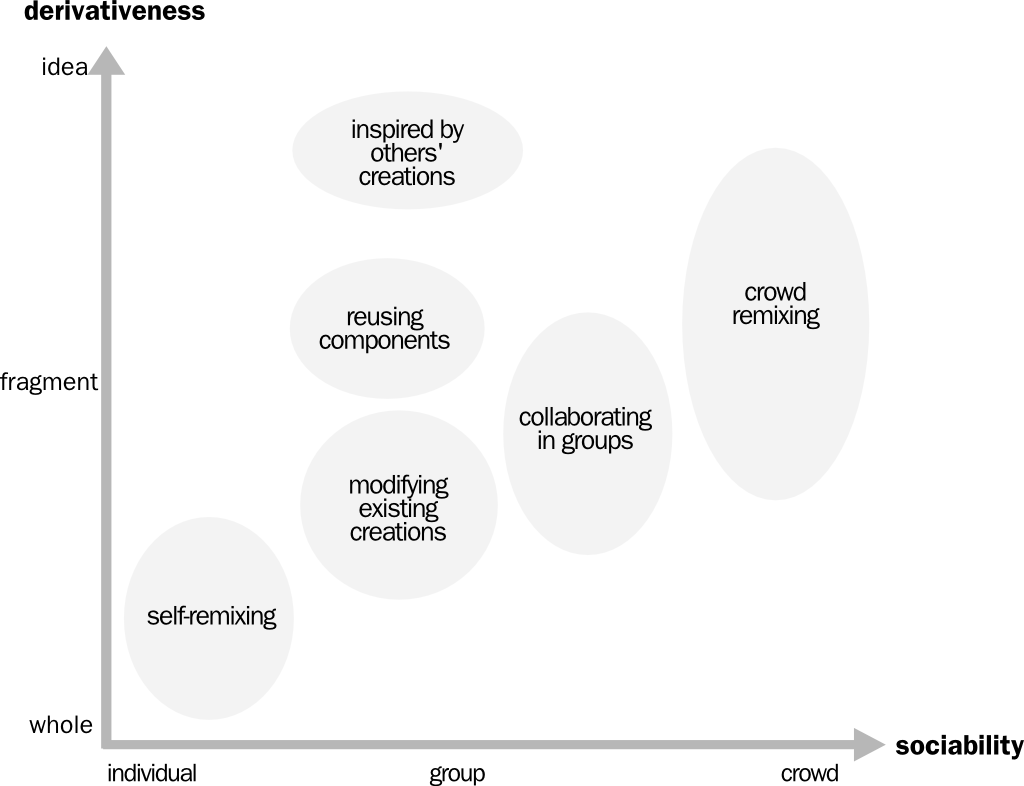 derivativeness
idea
inspired by
others'
creations
crowd
remixing
reusing
components
fragment
collaborating
in groups
modifying
existing
creations
self-remixing
whole
sociability
individual
group
crowd